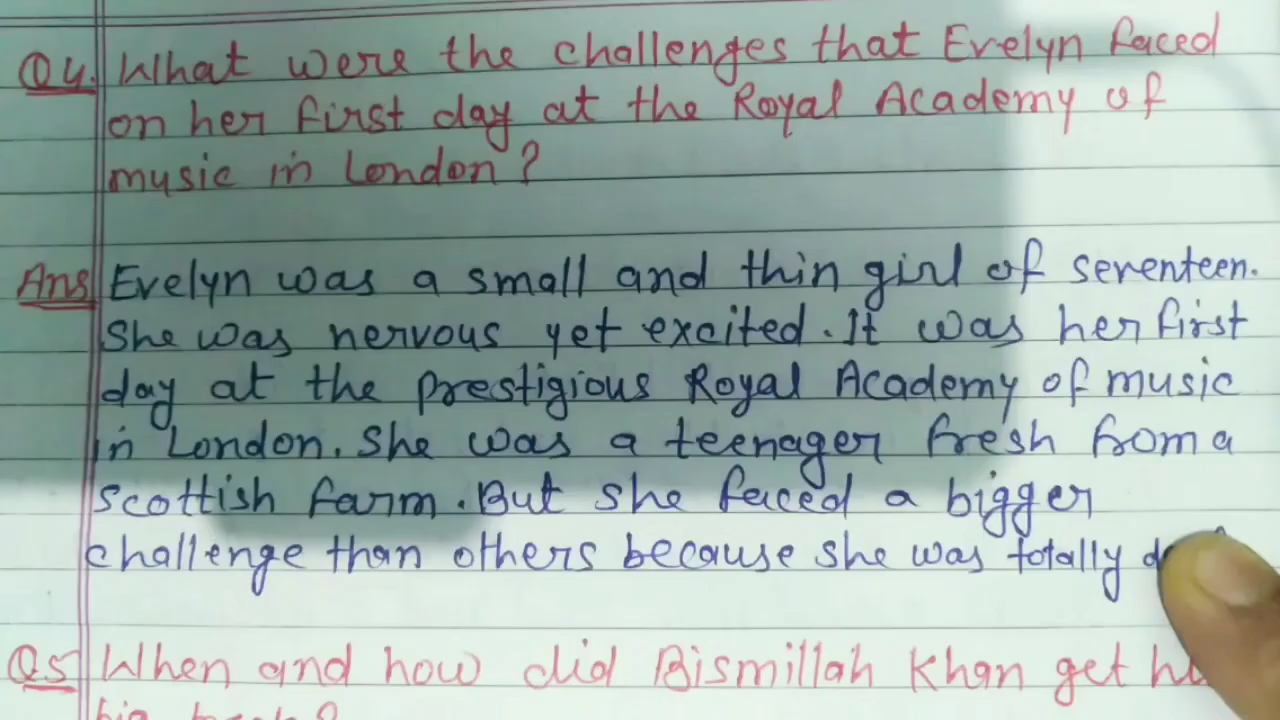 Q4. What were the challenges that Evelyn faced
on her first day at the Royal Academy of
music in London?
Ans Evelyn was a small and thin girl of seventeen.
She was nervous yet excited. It was her first
day at the prestigious Royal Academy of music
in London. She was a teenager fresh from a
Scottish farm. But she faced a bigger
challenge than others because she was totally
Q5 When and how did Bismillah Khan get
big